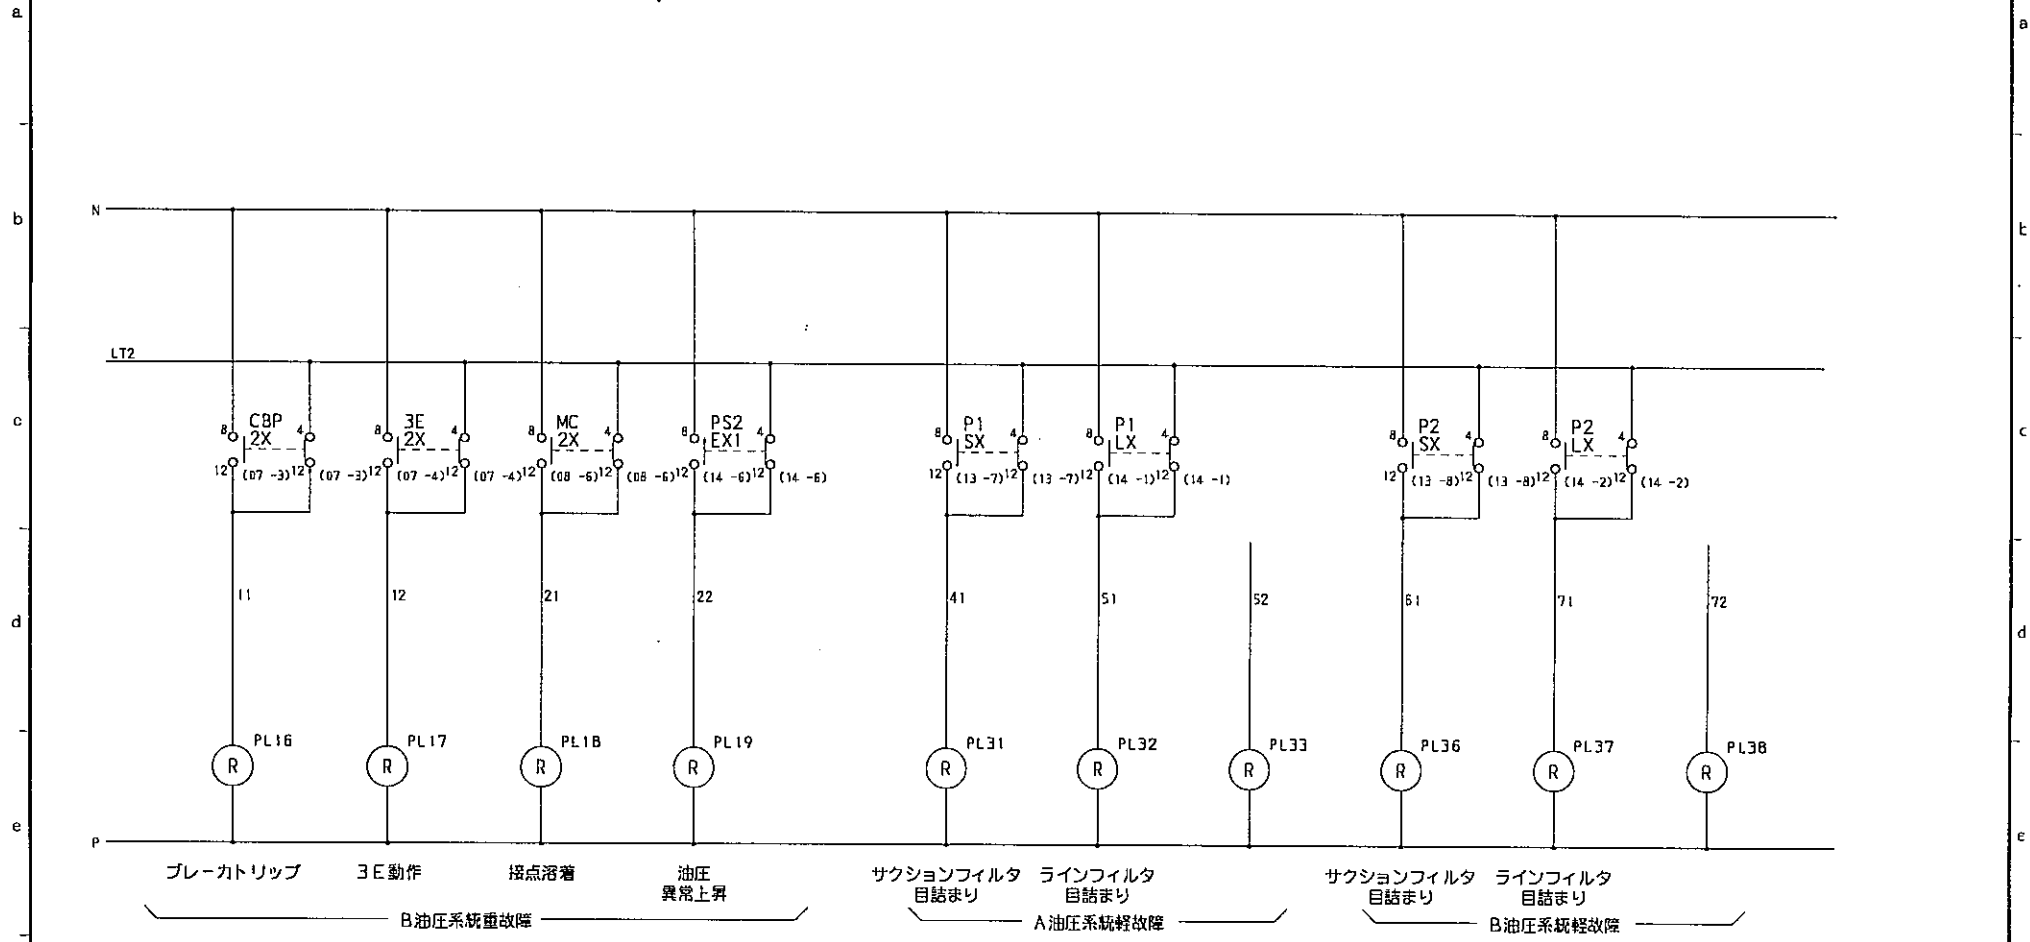 a
a
b
N
b
LT2
c
CBP
2X
8
4
12
(07 -3)
12
(07 -3)
3E
2X
8
4
12
(07 -4)
12
(07 -4)
MC
2X
8
4
12
(08 -6)
12
(08 -6)
PS2
EX1
8
4
12
(14 -6)
12
(14 -6)
P1
SX
8
4
12
(13 -7)
12
(13 -7)
P1
LX
8
4
12
(14 -1)
12
(14 -1)
P2
SX
8
4
12
(13 -8)
12
(13 -8)
P2
LX
8
4
12
(14 -2)
12
(14 -2)
c
d
11
12
21
22
41
51
52
61
71
72
d
PL16
PL17
PL18
PL19
PL31
PL32
PL33
PL36
PL37
PL38
R
R
R
R
R
R
R
R
R
R
e
P
e
ブレーカトリップ
3E動作
接点溶着
油圧
異常上昇
サクションフィルタ
目詰まり
ラインフィルタ
目詰まり
サクションフィルタ
目詰まり
ラインフィルタ
目詰まり
B油圧系統重故障
A油圧系統軽故障
B油圧系統軽故障